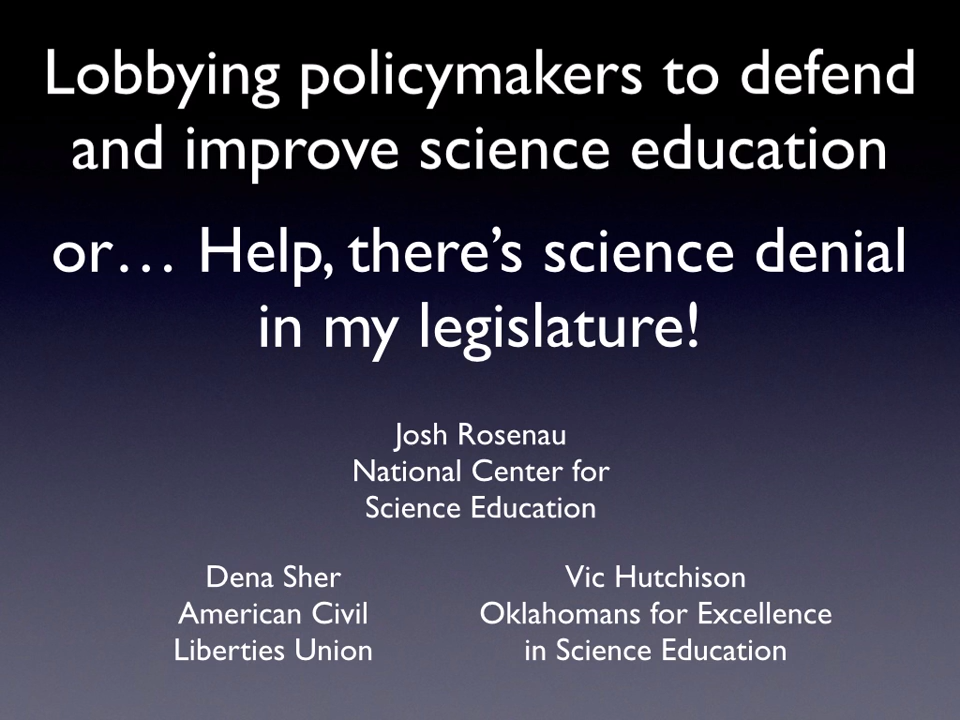 Lobbying policymakers to defend
and improve science education
or… Help, there’s science denial
in my legislature!
Josh Rosenau
National Center for
Science Education
Dena Sher
American Civil
Liberties Union
Vic Hutchison
Oklahomans for Excellence
in Science Education